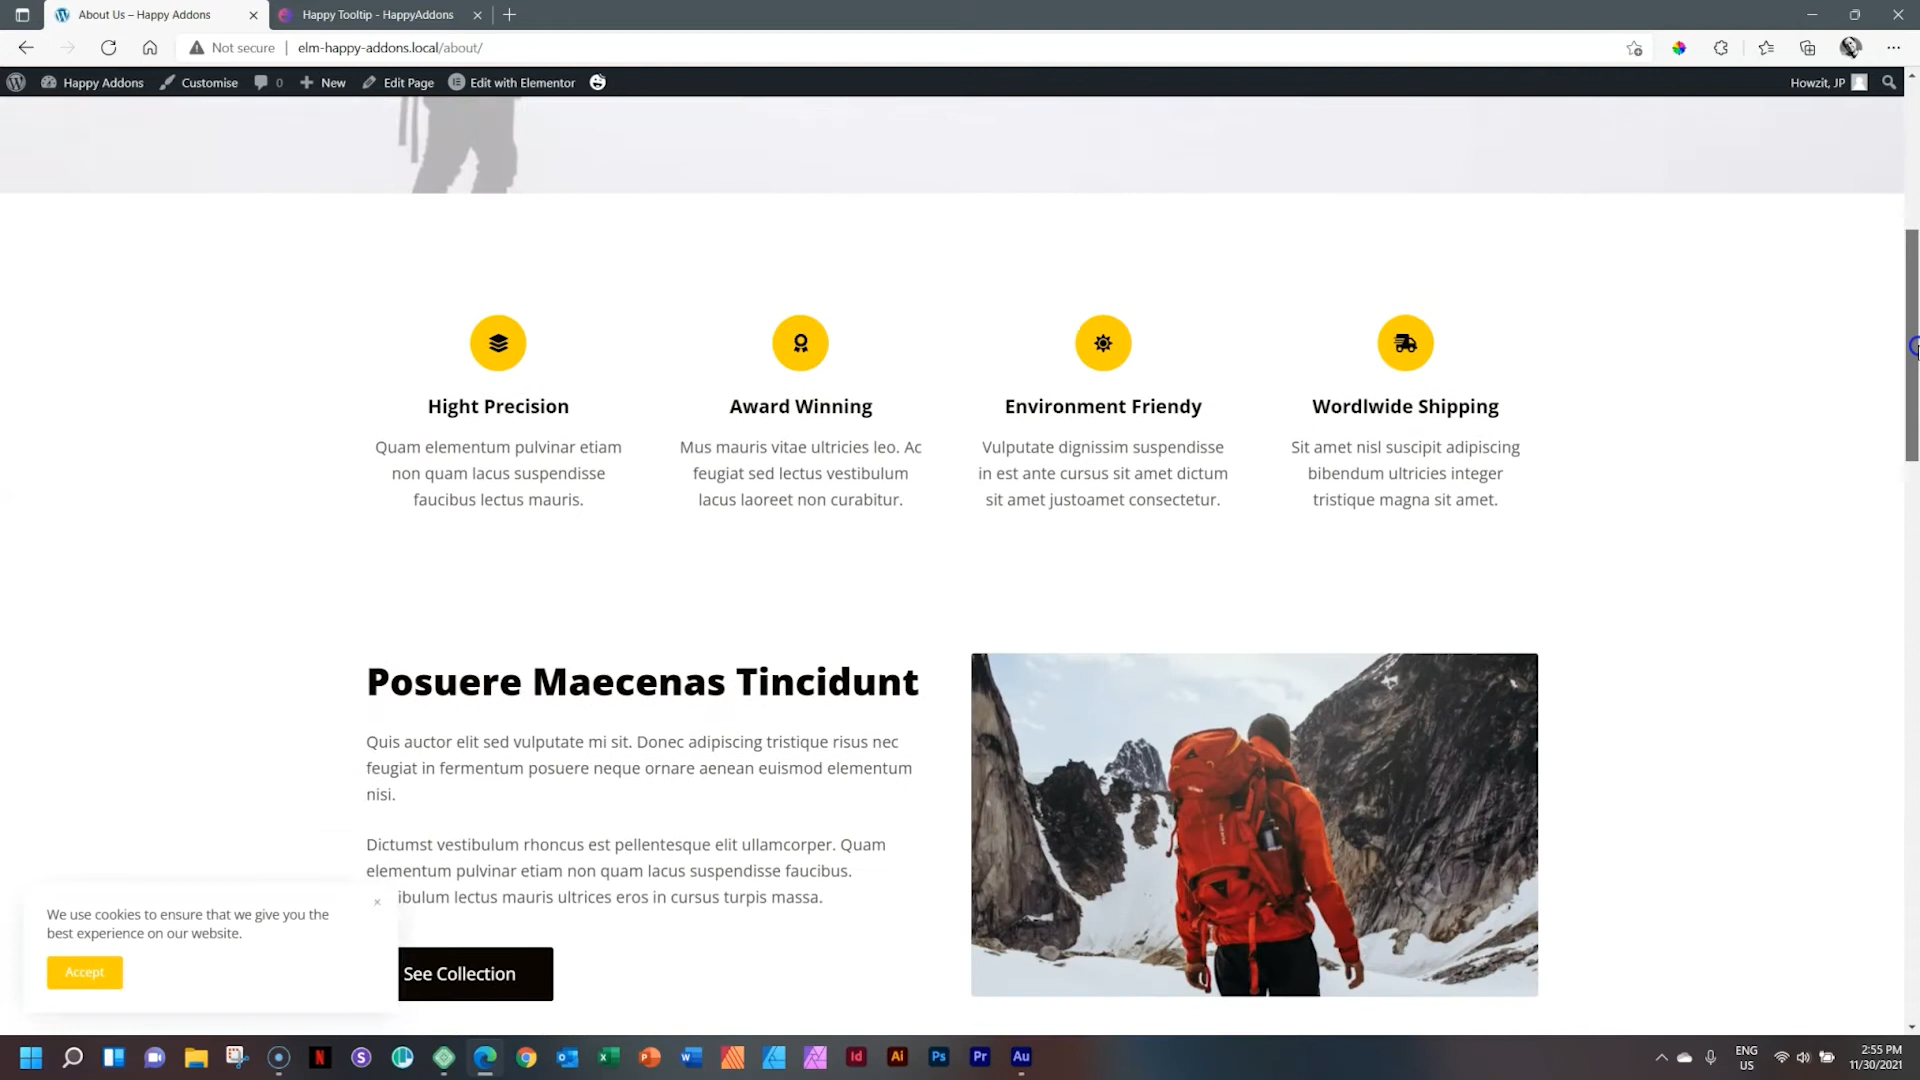 About Us – Happy Addons
Happy Tooltip - HappyAddons
Not secure
elm-happy-addons.local/about/
Happy Addons
Customise
0
New
Edit Page
Edit with Elementor
Howzit, JP
Hight Precision
Award Winning
Environment Friendy
Wordlwide Shipping
Quam elementum pulvinar etiam
non quam lacus suspendisse
faucibus lectus mauris.
Mus mauris vitae ultricies leo. Ac
feugiat sed lectus vestibulum
lacus laoreet non curabitur.
Vulputate dignissim suspendisse
in est ante cursus sit amet dictum
sit amet justoamet consectetur.
Sit amet nisl suscipit adipiscing
bibendum ultricies integer
tristique magna sit amet.
Posuere Maecenas Tincidunt
Quis auctor elit sed vulputate mi sit. Donec adipiscing tristique risus nec
feugiat in fermentum posuere neque ornare aenean euismod elementum
nisi.
Dictumst vestibulum rhoncus est pellentesque elit ullamcorper. Quam
elementum pulvinar etiam non quam lacus suspendisse faucibus.
ibulum lectus mauris ultrices eros in cursus turpis massa.
See Collection
We use cookies to ensure that we give you the
best experience on our website.
Accept
Id
Ai
Ps
Pr
Au
ENG
US
2:55 PM
11/30/2021